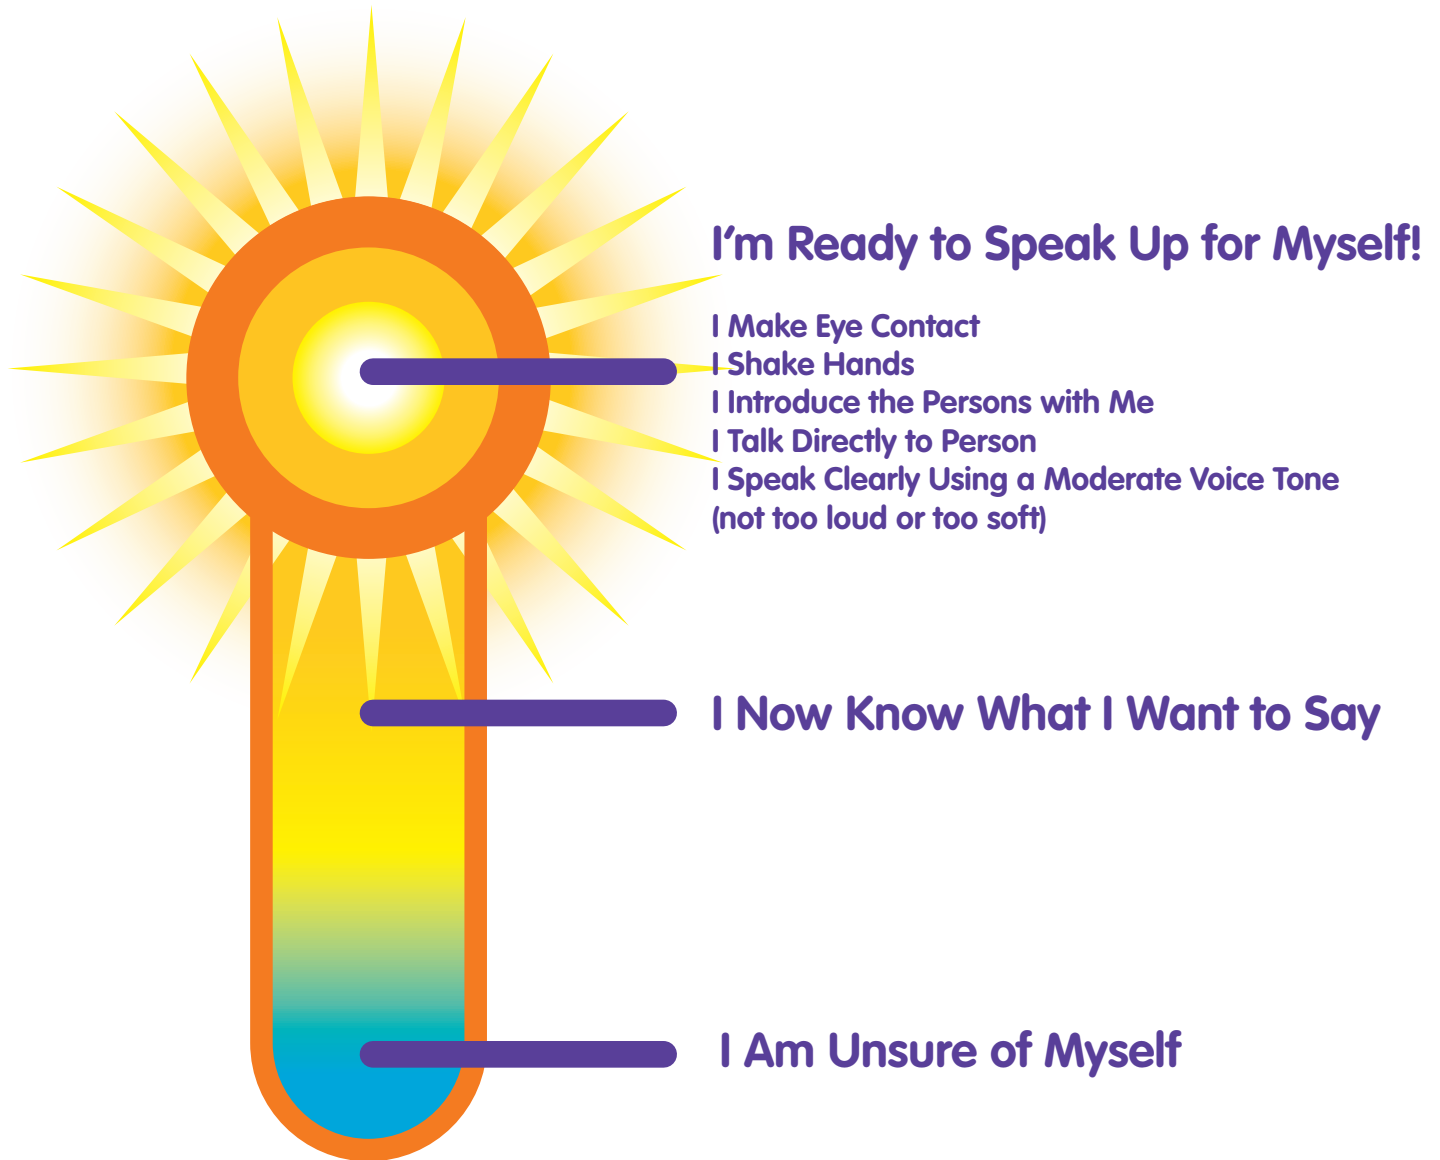 I'm Ready to Speak Up for Myself!
I Make Eye Contact
I Shake Hands
I Introduce the Persons with Me
I Talk Directly to Person
I Speak Clearly Using a Moderate Voice Tone
(not too loud or too soft)
I Now Know What I Want to Say
I Am Unsure of Myself